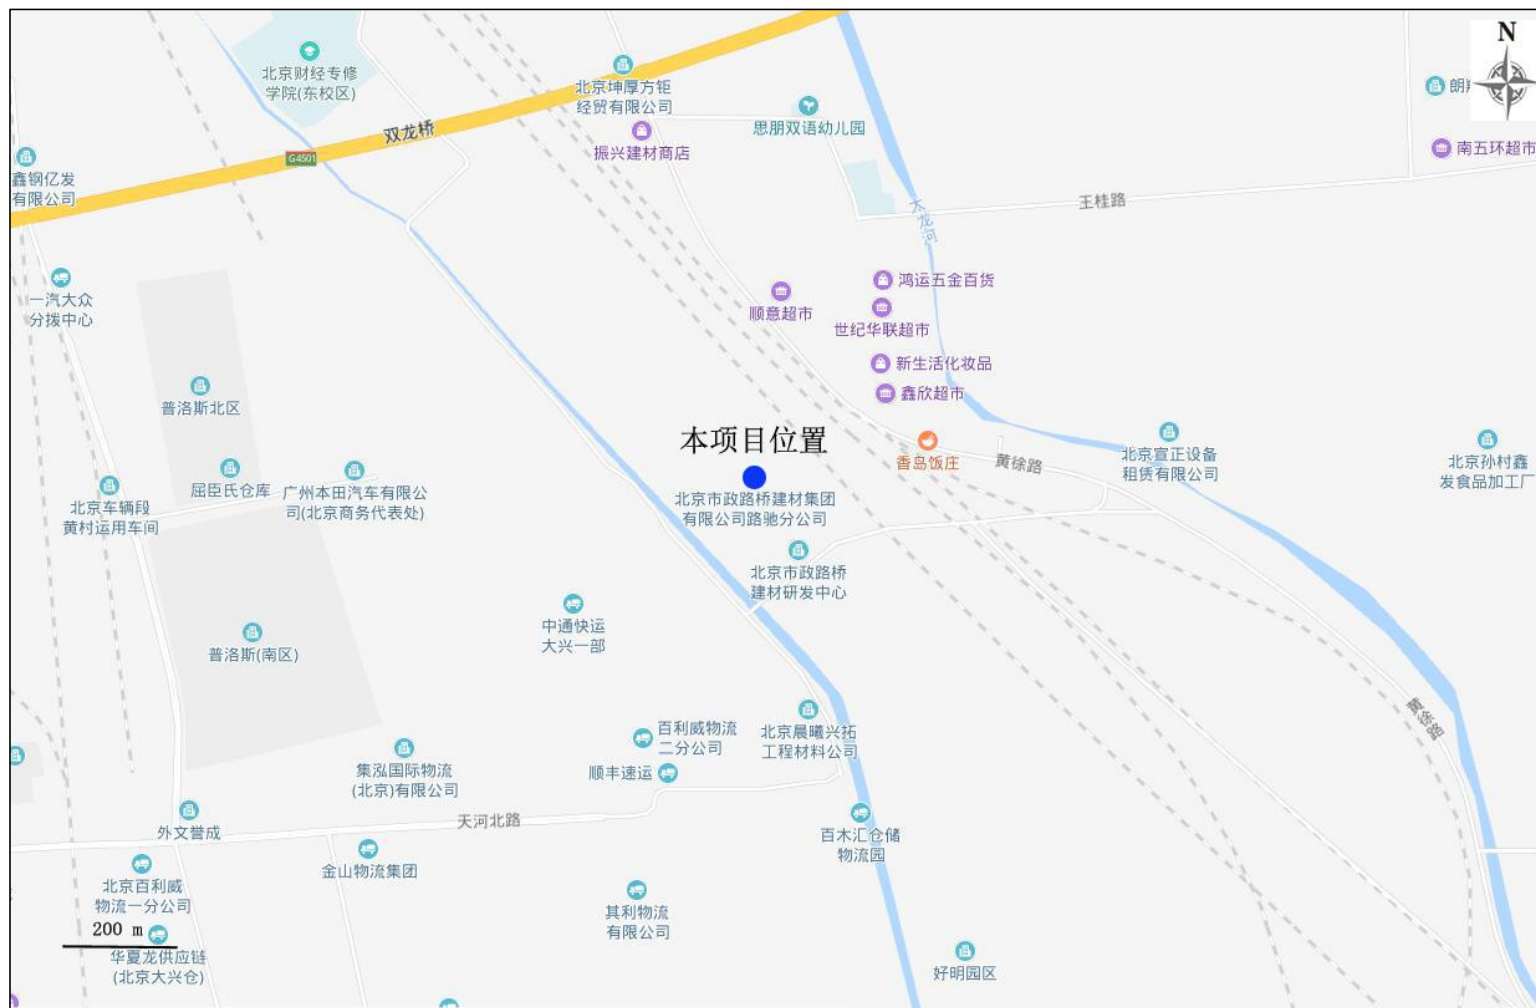 N
北京财经专修
学院(东校区)
北京坤厚方钜
经贸有限公司
思朋双语幼儿园
双龙桥
G4501
振兴建材商店
南五环超市
鑫钢亿发
有限公司
王桂路
大龙河
一汽大众
分拨中心
顺意超市
鸿运五金百货
世纪华联超市
新生活化妆品
鑫欣超市
普洛斯北区
本项目位置
香岛饭庄
黄徐路
北京宣正设备
租赁有限公司
北京孙村鑫
发食品加工厂
屈臣氏仓库
广州本田汽车有限公
司(北京商务代表处)
北京车辆段
黄村运用车间
北京市政路桥建材集团
有限公司路驰分公司
北京市政路桥
建材研发中心
中通快运
大兴一部
普洛斯(南区)
黄徐路
百利威物流
二分公司
北京晨曦兴拓
工程材料公司
集泓国际物流
(北京)有限公司
顺丰速运
外文誉成
天河北路
百木汇仓储
物流园
金山物流集团
北京百利威
物流一分公司
其利物流
有限公司
200 m
华夏龙供应链
(北京大兴仓)
好明园区